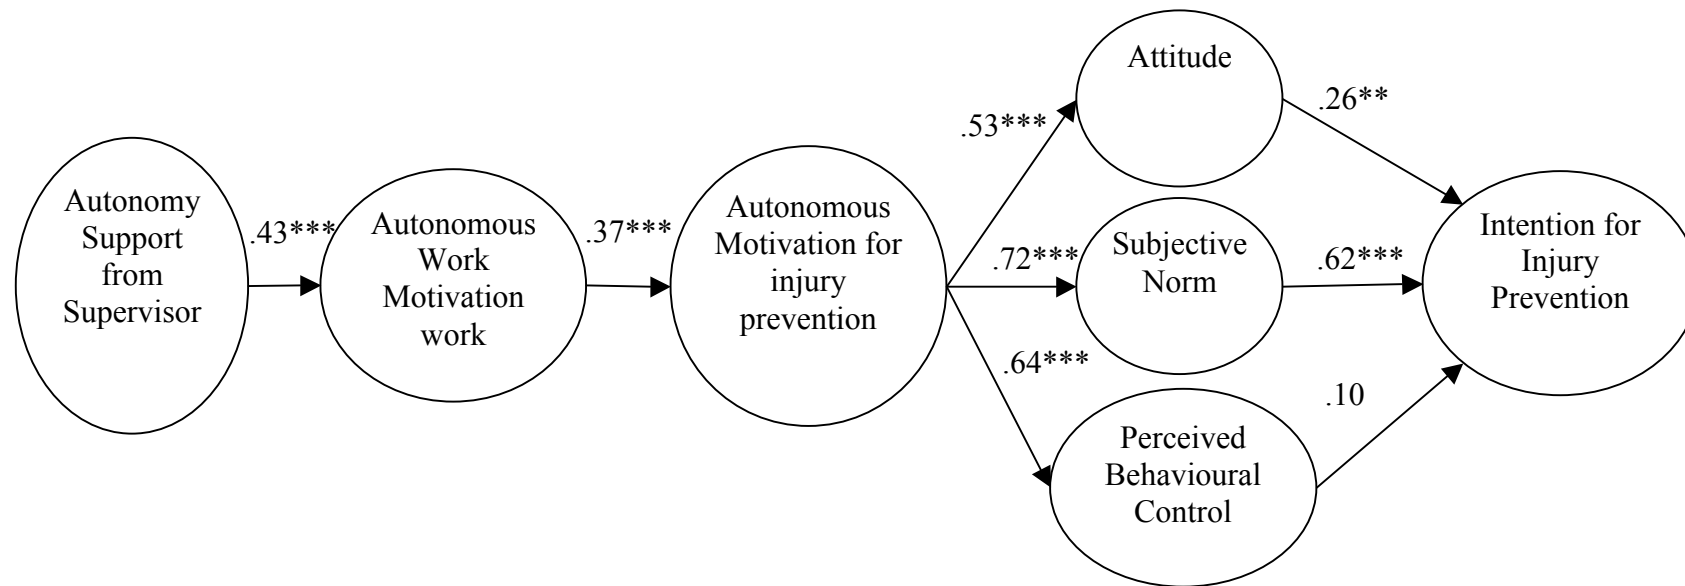 Autonomy
Support
from
Supervisor
.43***
Autonomous
Work
Motivation
work
.37***
Autonomous
Motivation for
injury
prevention
.53***
.72***
.64***
Attitude
Subjective
Norm
Perceived
Behavioural
Control
.26**
.62***
.10
Intention for
Injury
Prevention